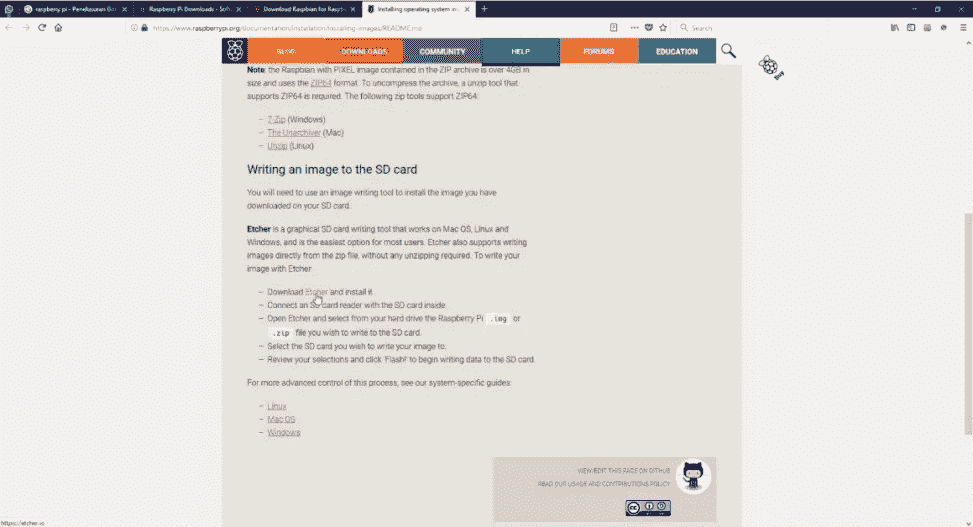 raspberry pi - Penelusuran Go
Raspberry Pi Downloads - Soft
Download Raspbian for Raspb
Installing operating system im
https://www.raspberrypi.org/documentation/installation/installing-images/README.md
Search
BLOG
DOWNLOADS
COMMUNITY
HELP
FORUMS
EDUCATION
Buy
Note: the Raspbian with PIXEL image contained in the ZIP archive is over 4GB in
size and uses the ZIP64 format. To uncompress the archive, a unzip tool that
supports ZIP64 is required. The following zip tools support ZIP64:
– 7-Zip (Windows)
– The Unarchiver (Mac)
– Unzip (Linux)
Writing an image to the SD card
You will need to use an image writing tool to install the image you have
downloaded on your SD card.
Etcher is a graphical SD card writing tool that works on Mac OS, Linux and
Windows, and is the easiest option for most users. Etcher also supports writing
images directly from the zip file, without any unzipping required. To write your
image with Etcher:
– Download Etcher and install it.
– Connect an SD card reader with the SD card inside.
– Open Etcher and select from your hard drive the Raspberry Pi .img or
.zip file you wish to write to the SD card.
– Select the SD card you wish to write your image to.
– Review your selections and click 'Flash!' to begin writing data to the SD card.
For more advanced control of this process, see our system-specific guides:
– Linux
– Mac OS
– Windows
VIEW/EDIT THIS PAGE ON GITHUB
READ OUR USAGE AND CONTRIBUTIONS POLICY
https://etcher.io